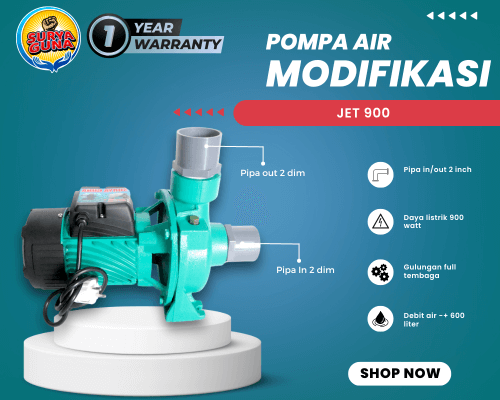 SURYA
GUNA
1 YEAR
WARRANTY
POMPA AIR
MODIFIKASI
JET 900
Pipa out 2 dim
Pipa In 2 dim
Pipa in/out 2 inch
Daya listrik 900
watt
Gulungan full
tembaga
Debit air -+ 600
liter
SHOP NOW